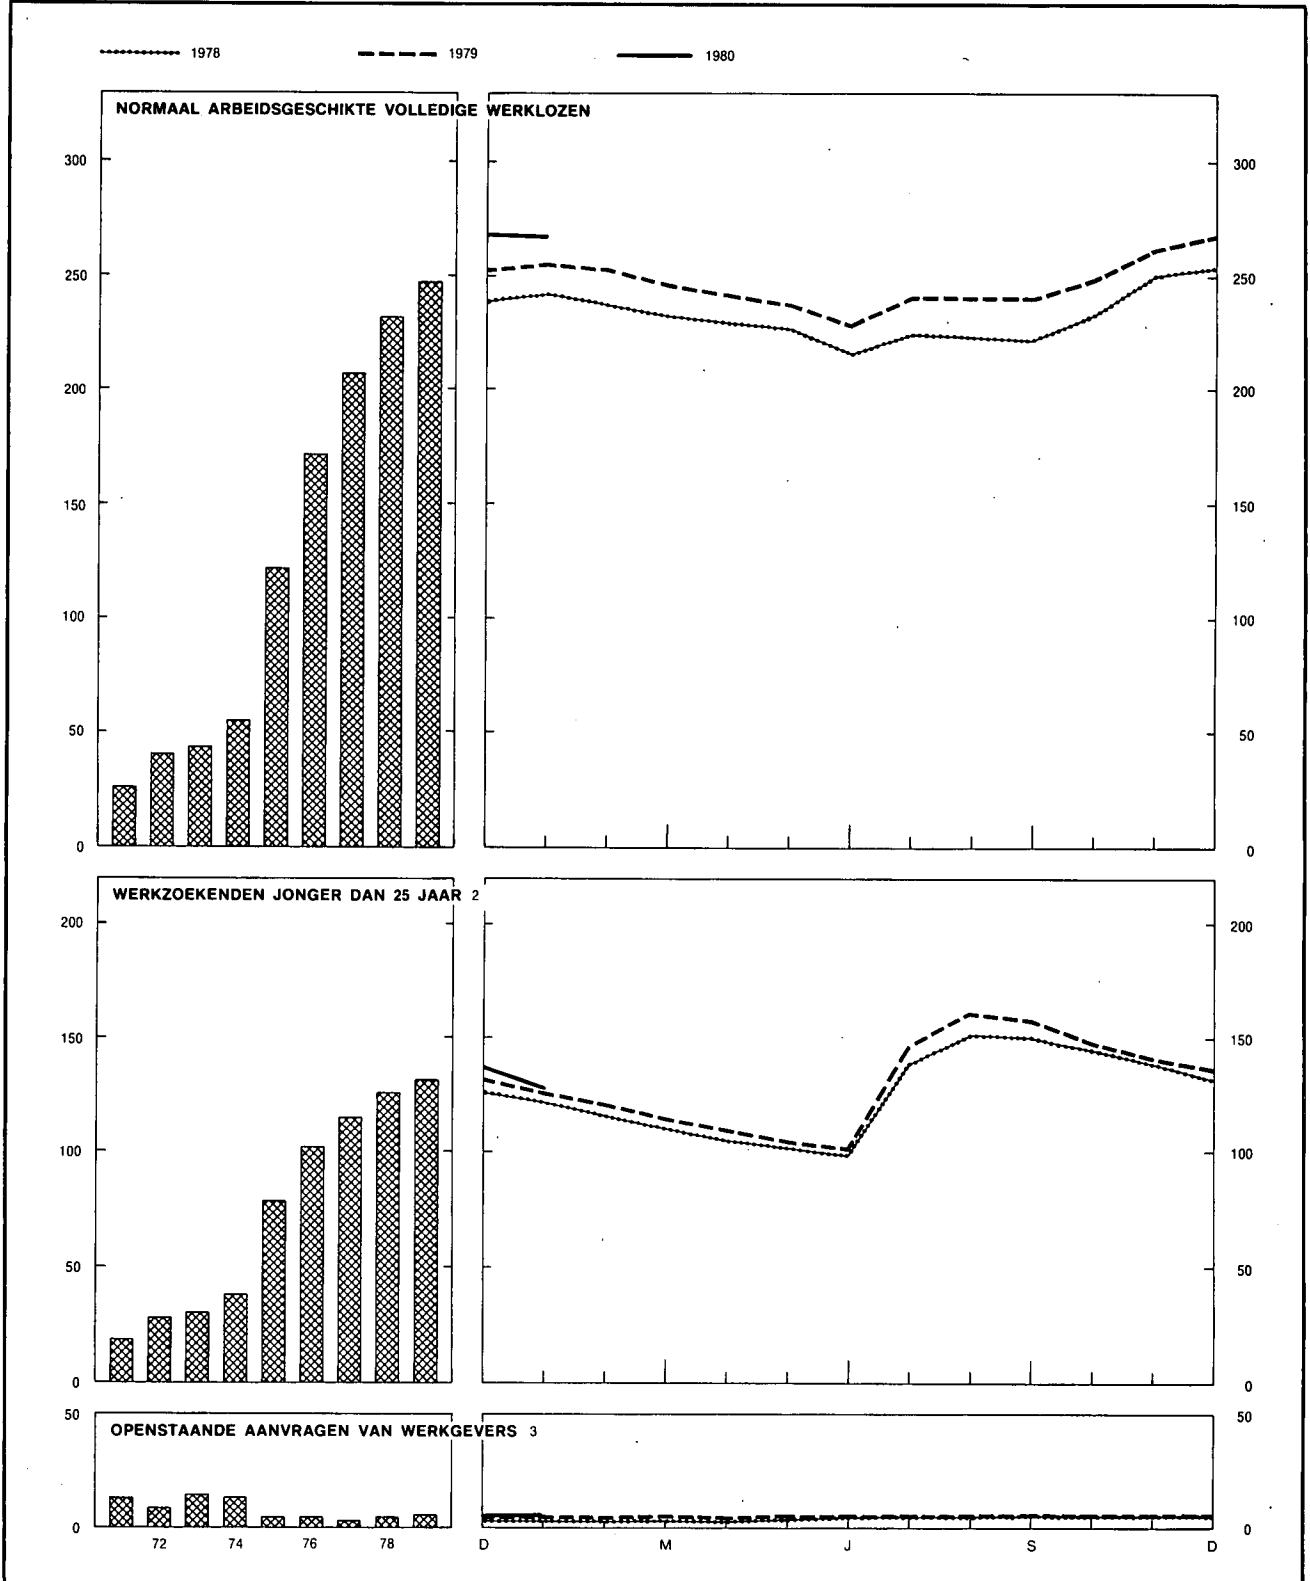 1978 1979 1980
NORMAAL ARBEIDSGESCHIKTE VOLLEDIGE WERKLOZEN
300 300
250 250
200 200
150 150
100 100
50 50
0 0
WERKZOEKENDEN JONGER DAN 25 JAAR 2
200 200
150 150
100 100
50 50
0 0
50 50
OPENSTAANDE AANVRAGEN VAN WERKGEVERS 3
0 0
72 74 76 78 D M J S D